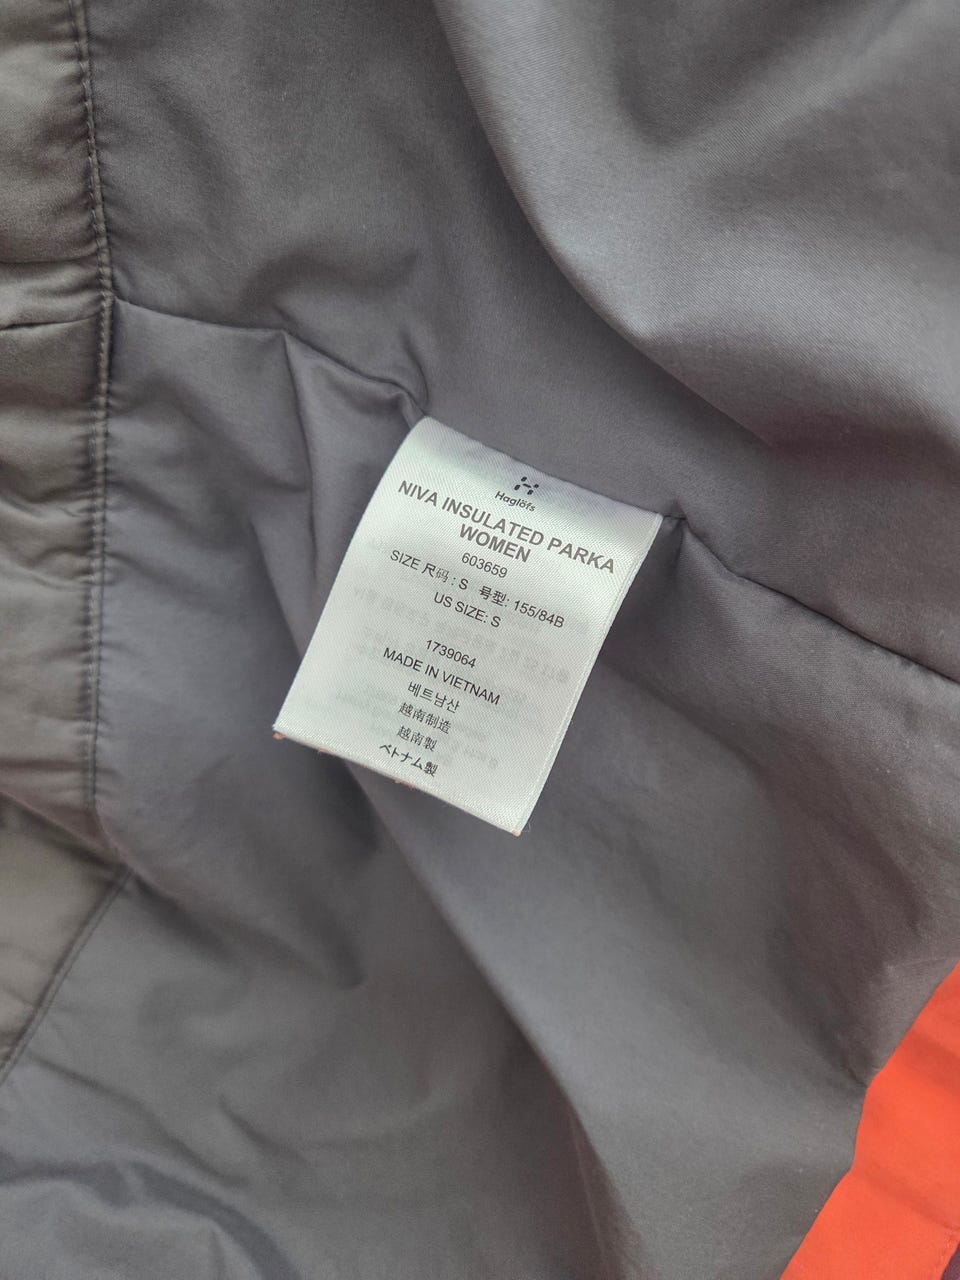 Haglöfs
NIVA INSULATED PARKA
WOMEN
603659
SIZE 尺码 : S 号型: 155/84B
US SIZE: S
1739064
MADE IN VIETNAM
베트남산
越南制造
越南製
ベトナム製